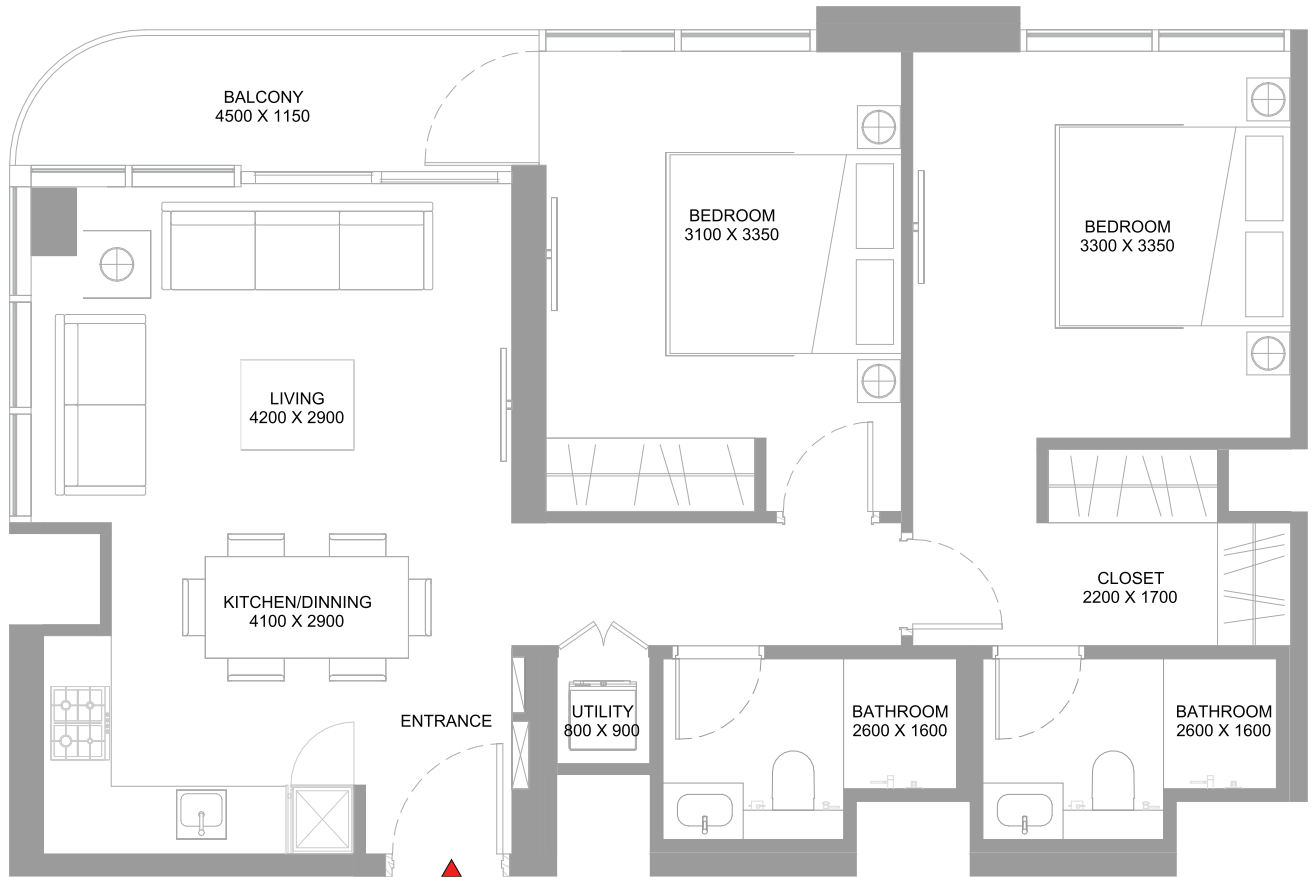 BALCONY
4500 X 1150
BEDROOM
3100 X 3350
BEDROOM
3300 X 3350
LIVING
4200 X 2900
KITCHEN/DINNING
4100 X 2900
CLOSET
2200 X 1700
ENTRANCE
UTILITY
800 X 900
BATHROOM
2600 X 1600
BATHROOM
2600 X 1600